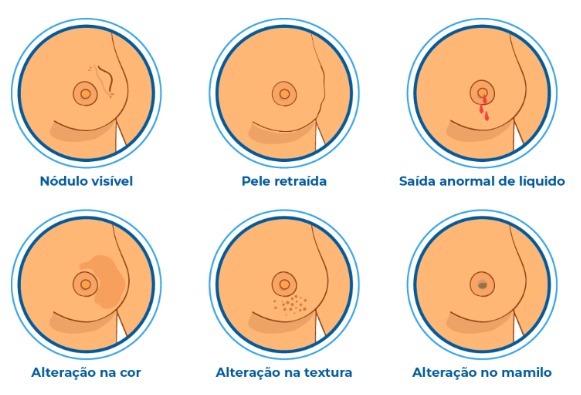 Nódulo visível
Pele retraída
Saída anormal de líquido
Alteração na cor
Alteração na textura
Alteração no mamilo